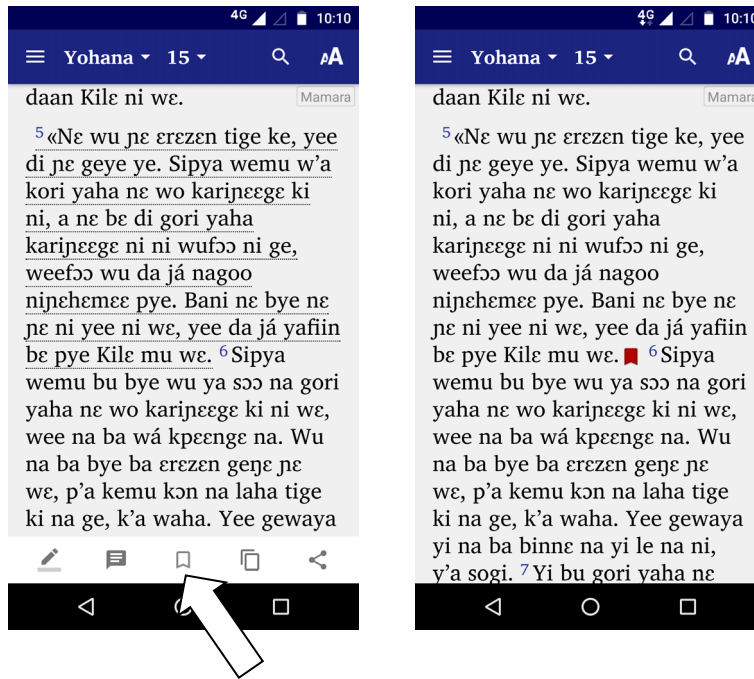 4G 10:10
Yohana 15 AA
daan Kilɛ ni wɛ. Mamara
5 «Nɛ wu ɲɛ ɛrɛzɛn tige ke, yee
di ɲɛ geye ye. Sipya wemu w’a
kori yaha nɛ wo kariɲɛɛgɛ ki
ni, a nɛ bɛ di gori yaha
kariɲɛɛgɛ ni ni wufɔɔ ni ge,
weefɔɔ wu da já nagoo
niɲɛhɛmɛɛ pye. Bani nɛ bye nɛ
ɲɛ ni yee ni wɛ, yee da já yafiin
bɛ pye Kilɛ mu wɛ. 6 Sipya
wemu bu bye wu ya sɔɔ na gori
yaha nɛ wo kariɲɛɛgɛ ki ni wɛ,
wee na ba wá kpɛɛngɛ na. Wu
na ba bye ba ɛrɛzɛn geŋɛ ɲɛ
wɛ, p’a kemu kɔn na laha tige
ki na ge, k’a waha. Yee gewaya
4G 10:10
Yohana 15 AA
daan Kilɛ ni wɛ. Mamara
5 «Nɛ wu ɲɛ ɛrɛzɛn tige ke, yee
di ɲɛ geye ye. Sipya wemu w’a
kori yaha nɛ wo kariɲɛɛgɛ ki
ni, a nɛ bɛ di gori yaha
kariɲɛɛgɛ ni ni wufɔɔ ni ge,
weefɔɔ wu da já nagoo
niɲɛhɛmɛɛ pye. Bani nɛ bye nɛ
ɲɛ ni yee ni wɛ, yee da já yafiin
bɛ pye Kilɛ mu wɛ. 6 Sipya
wemu bu bye wu ya sɔɔ na gori
yaha nɛ wo kariɲɛɛgɛ ki ni wɛ,
wee na ba wá kpɛɛngɛ na. Wu
na ba bye ba ɛrɛzɛn geŋɛ ɲɛ
wɛ, p’a kemu kɔn na laha tige
ki na ge, k’a waha. Yee gewaya
yi na ba binnɛ na yi le na ni,
y’a sogi. 7 Yi bu gori yaha nɛ